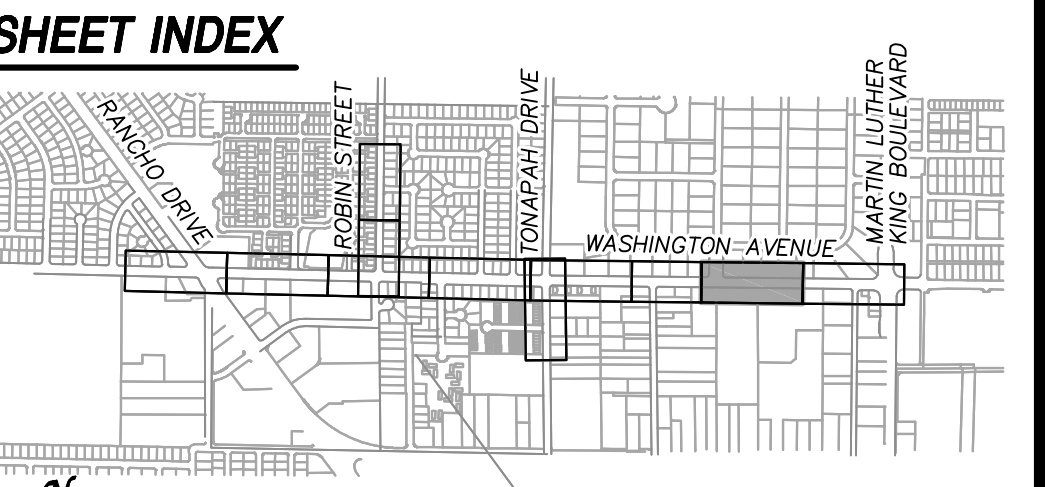 SHEET INDEX
RANCHO DRIVE
ROBIN STREET
TONAPAH DRIVE
WASHINGTON AVENUE
MARTIN LUTHER
KING BOULEVARD